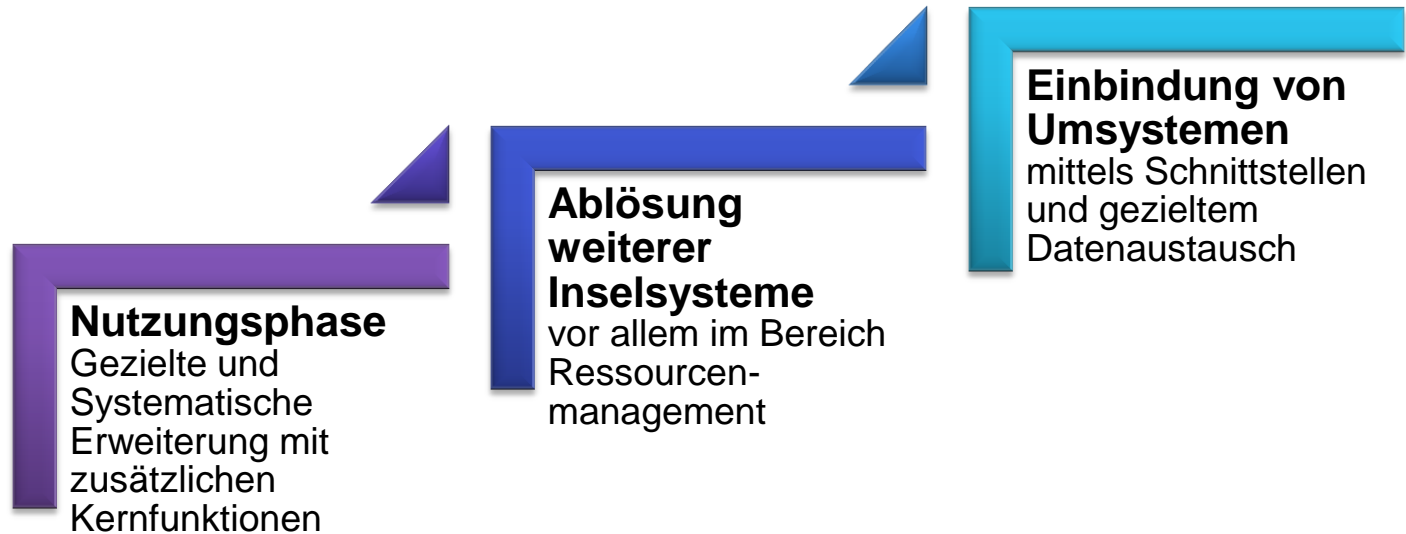 Nutzungsphase
Gezielte und
Systematische
Erweiterung mit
zusätzlichen
Kernfunktionen
Ablösung
weiterer
Inselsysteme
vor allem im Bereich
Ressourcen-
management
Einbindung von
Umsystemen
mittels Schnittstellen
und gezieltem
Datenaustausch